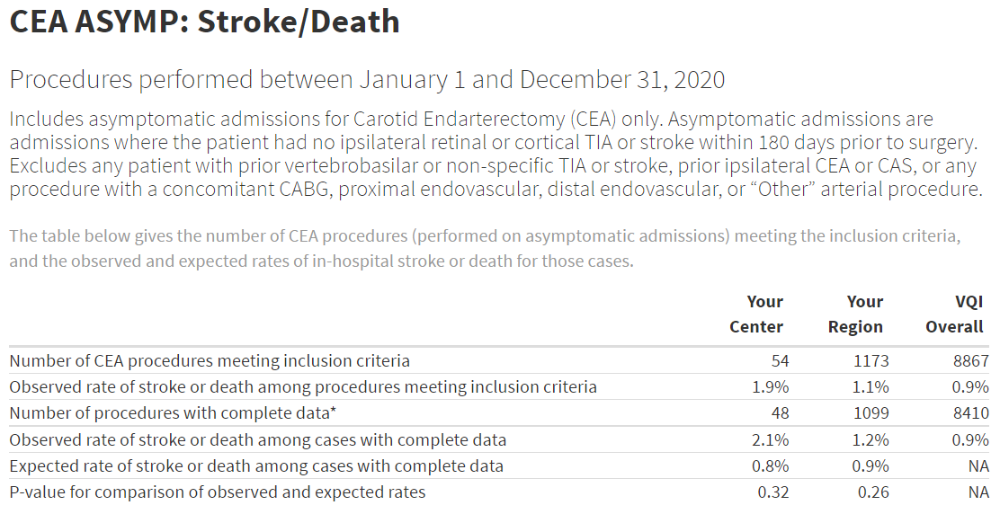 CEA ASYMP: Stroke/Death
Procedures performed between January 1 and December 31, 2020
Includes asymptomatic admissions for Carotid Endarterectomy (CEA) only. Asymptomatic admissions are
admissions where the patient had no ipsilateral retinal or cortical TIA or stroke within 180 days prior to surgery.
Excludes any patient with prior vertebrobasilar or non-specific TIA or stroke, prior ipsilateral CEA or CAS, or any
procedure with a concomitant CABG, proximal endovascular, distal endovascular, or “Other” arterial procedure.
The table below gives the number of CEA procedures (performed on asymptomatic admissions) meeting the inclusion criteria,
and the observed and expected rates of in-hospital stroke or death for those cases.
Your Your VQI
Center Region Overall
Number of CEA procedures meeting inclusion criteria 54 1173 8867
Observed rate of stroke or death among procedures meeting inclusion criteria 1.9% 1.1% 0.9%
Number of procedures with complete data* 48 1099 8410
Observed rate of stroke or death among cases with complete data 2.1% 1.2% 0.9%
Expected rate of stroke or death among cases with complete data 0.8% 0.9% NA
P-value for comparison of observed and expected rates 0.32 0.26 NA